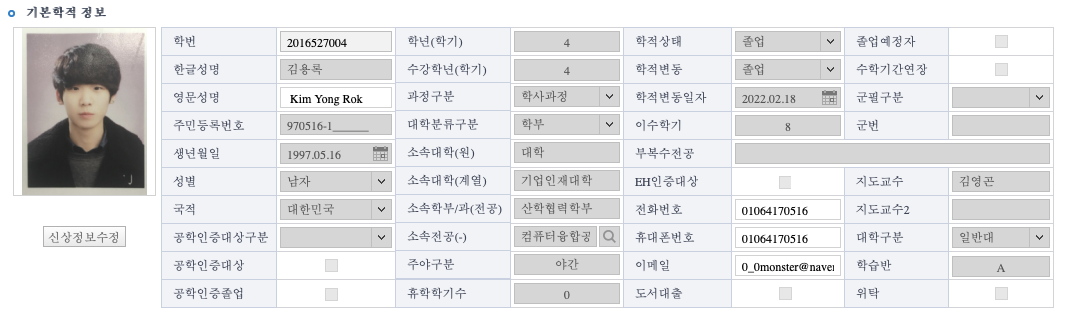 기본학적 정보
학번 2016527004 학년(학기) 4 학적상태 졸업 졸업예정자
한글성명 김용록 수강학년(학기) 4 학적변동 졸업 수학기간연장
영문성명 Kim Yong Rok 과정구분 학사과정 학적변동일자 2022.02.18 군필구분
주민등록번호 970516-1______ 대학분류구분 학부 이수학기 8 군번
생년월일 1997.05.16 소속대학(원) 대학 부복수전공
성별 남자 소속대학(계열) 기업인재대학 EH인증대상 지도교수 김영곤
국적 대한민국 소속학부/과(전공) 산학협력학부 전화번호 01064170516 지도교수2
신상정보수정 공학인증대상구분 소속전공(-) 컴퓨터융합공 휴대폰번호 01064170516 대학구분 일반대
공학인증대상 주야구분 야간 이메일 0_0monster@naver 학습반 A
공학인증졸업 휴학학기수 0 도서대출 위탁